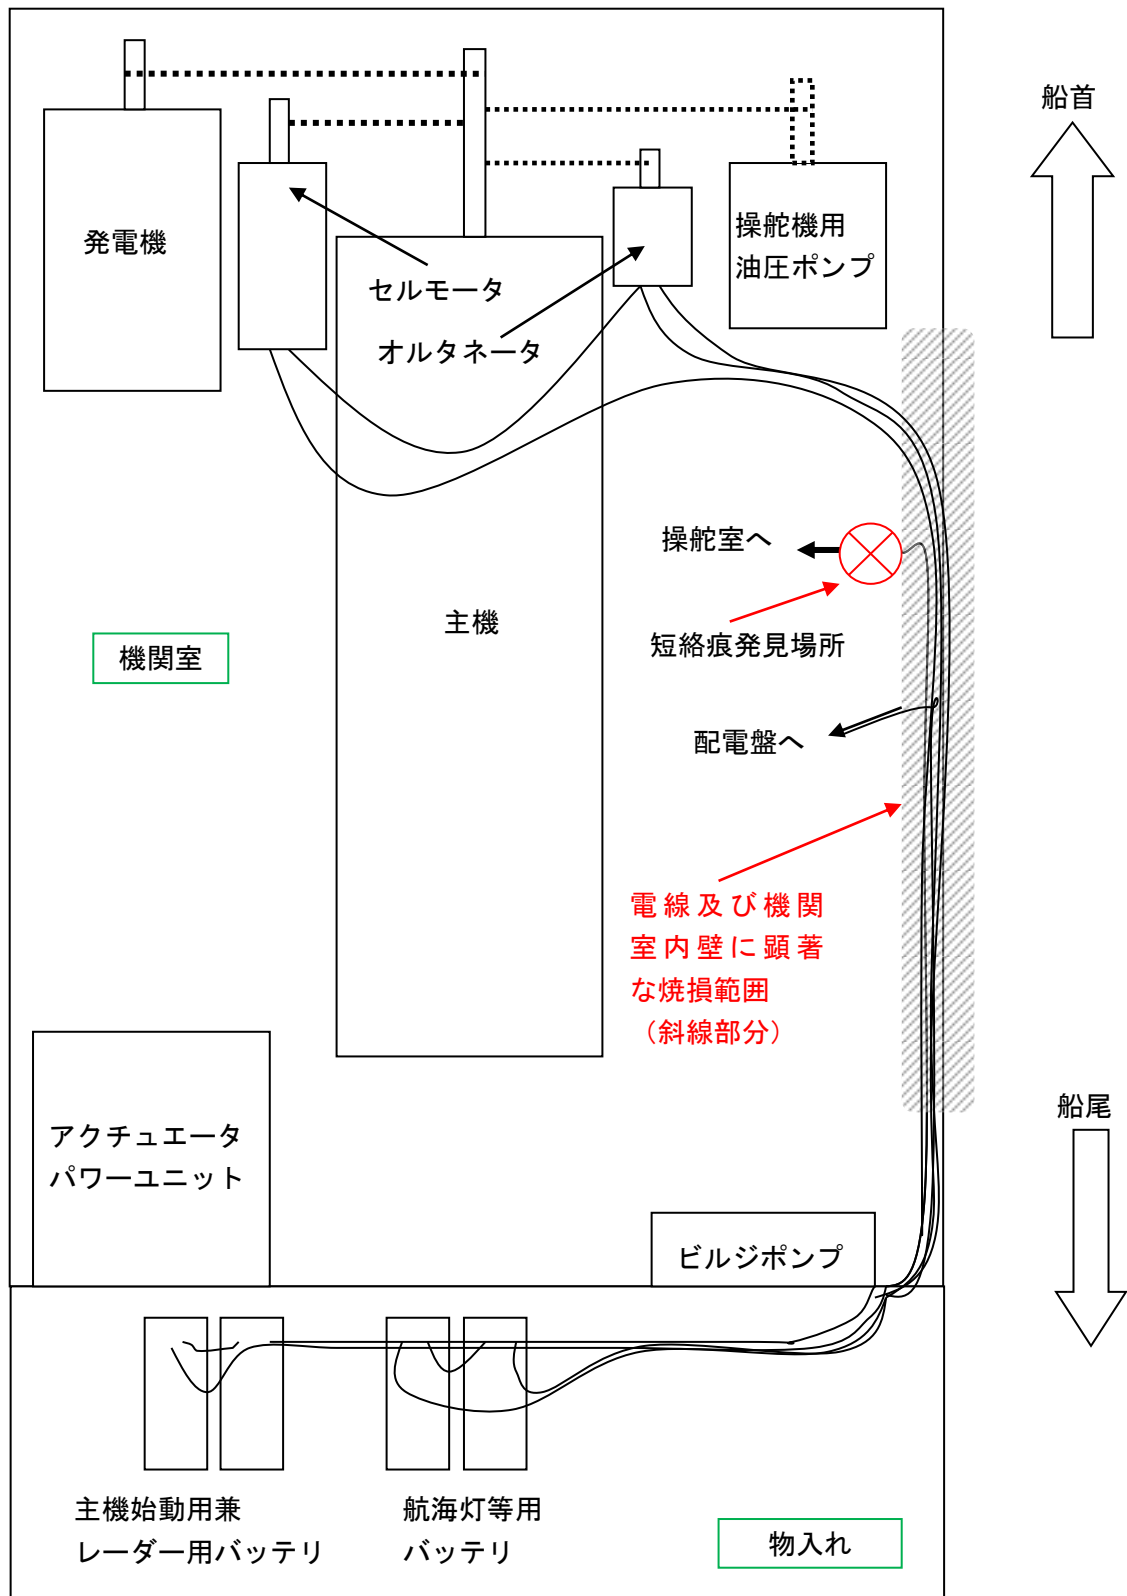 船首
発電機
操舵機用
油圧ポンプ
セルモータ
オルタネータ
操舵室へ
主機
短絡痕発見場所
機関室
配電盤へ
電線及び機関
室内壁に顕著
な焼損範囲
（斜線部分）
船尾
アクチュエータ
パワーユニット
ビルジポンプ
主機始動用兼
レーダー用バッテリ
航海灯等用
バッテリ
物入れ